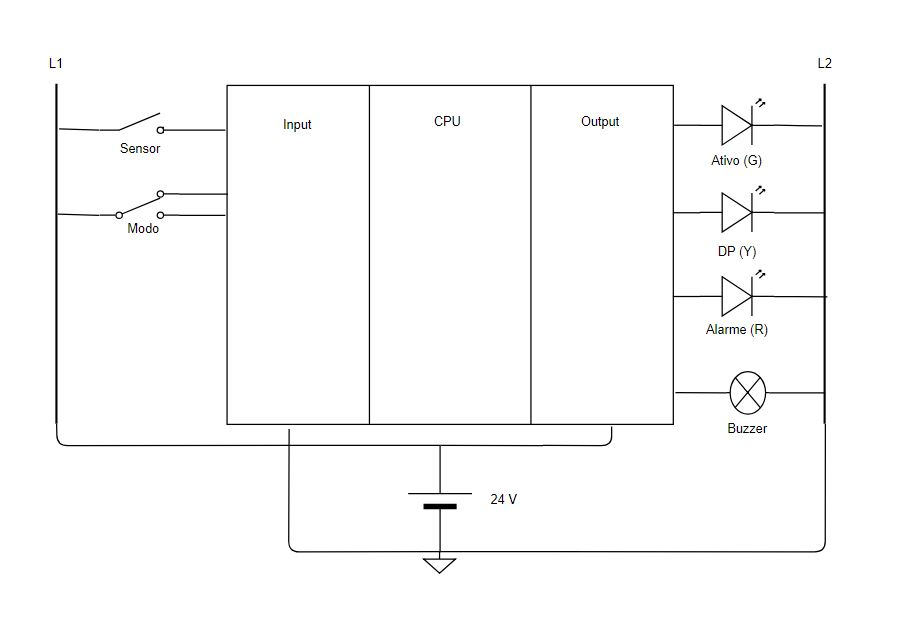 L1
L2
Input
CPU
Output
Sensor
Modo
Ativo (G)
DP (Y)
Alarme (R)
Buzzer
24 V